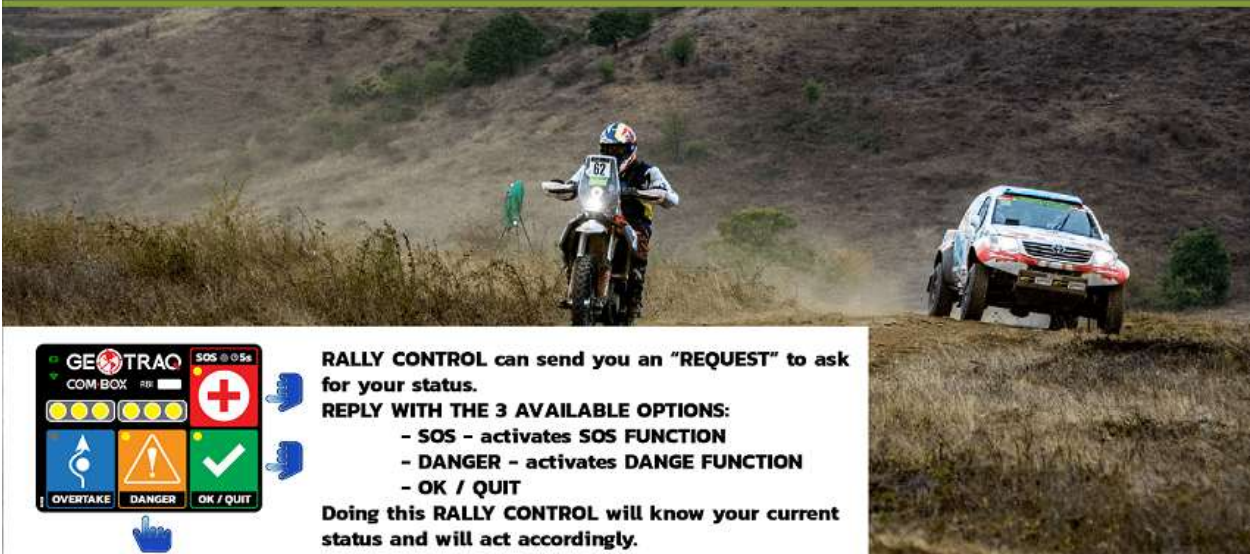 62
GEOTRAQ
COM·BOX RBI
SOS 5s
OVERTAKE DANGER OK / QUIT
RALLY CONTROL can send you an “REQUEST” to ask
for your status.
REPLY WITH THE 3 AVAILABLE OPTIONS:
- SOS - activates SOS FUNCTION
- DANGER - activates DANGE FUNCTION
- OK / QUIT
Doing this RALLY CONTROL will know your current
status and will act accordingly.